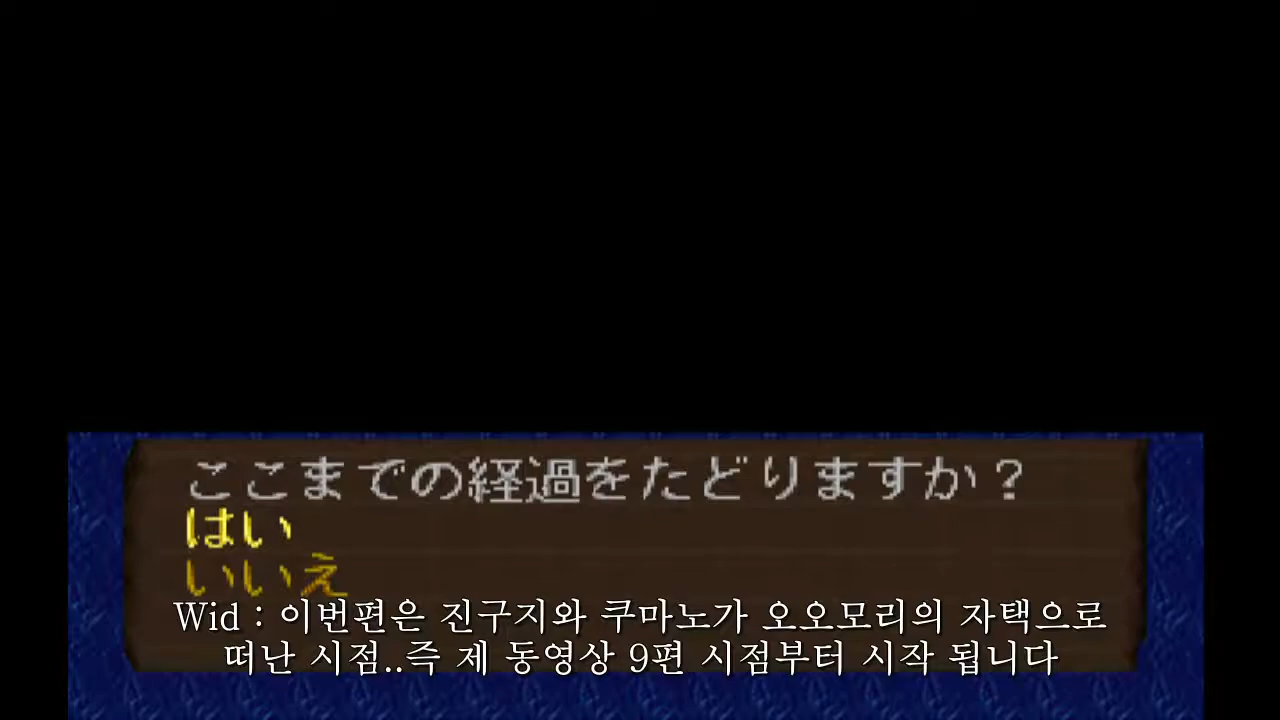 ここまでの経過をたどりますか？
はい
いいえ
Wid : 이번편은 진구지와 쿠마노가 오오모리의 자택으로
떠난 시점..즉 제 동영상 9편 시점부터 시작 됩니다